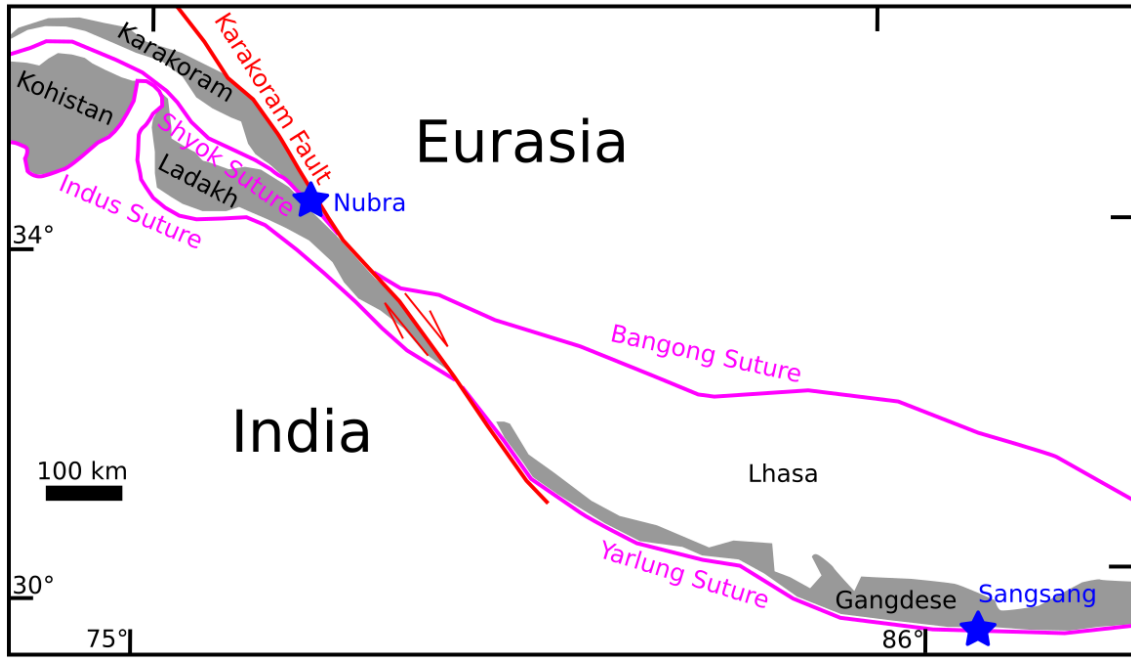 Karakoram
Karakoram Fault
Kohistan
Eurasia
Shyok Suture
Ladakh
Nubra
Indus Suture
34°
Bangong Suture
India
100 km
Lhasa
Yarlung Suture
30°
Gangdese
Sangsang
75°
86°